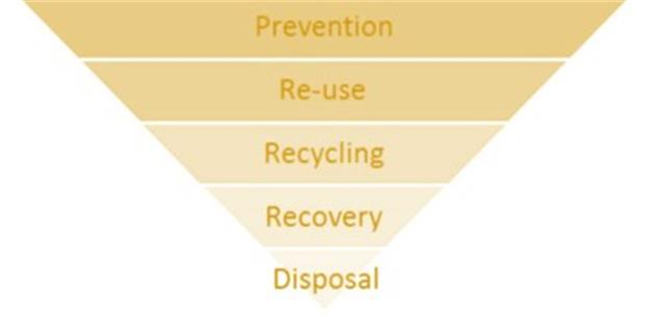 Prevention
Re-use
Recycling
Recovery
Disposal